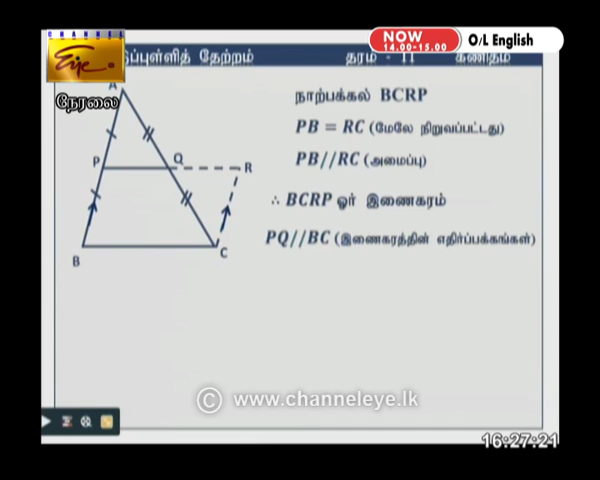 CHANNEL
Eye
நேரலை
NOW
14.00-15.00
O/L English
தேற்றம்
தரம் - 11
கணிதம்
A
P
Q
R
B
C
நாற்பக்கல் BCRP
PB = RC (மேலே நிறுவப்பட்டது)
PB//RC (அமைப்பு)
∴ BCRP ஓர் இணைகரம்
PQ//BC (இணைகரத்தின் எதிர்ப்பக்கங்கள்)
© www.channeleye.lk
16:27:21